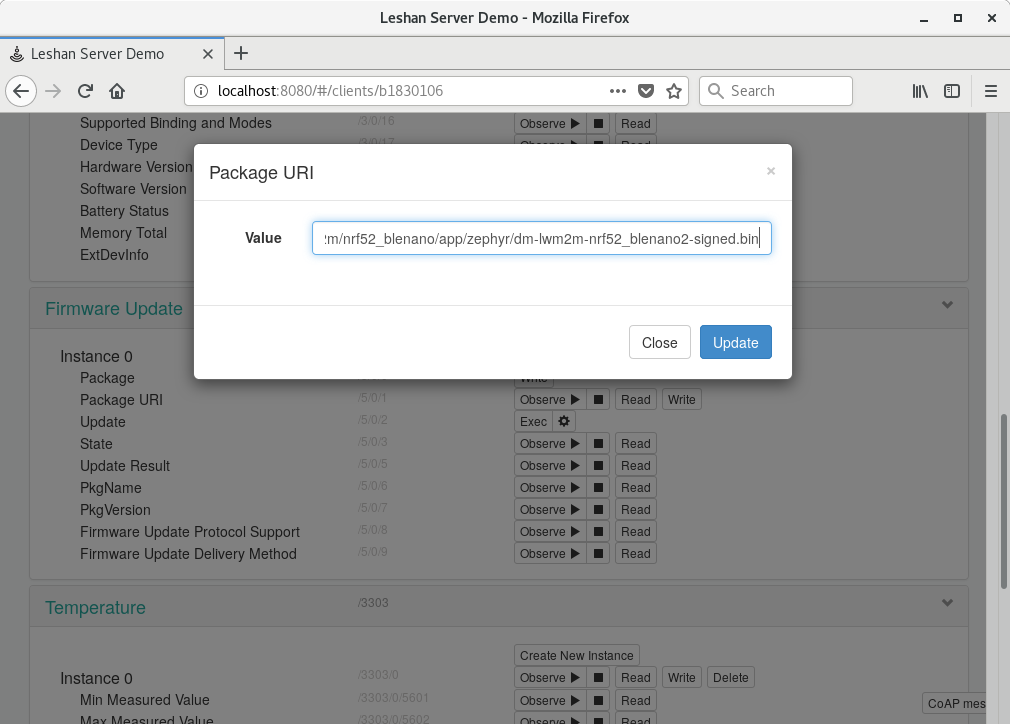 Leshan Server Demo - Mozilla Firefox
Leshan Server Demo
localhost:8080/#/clients/b1830106
Search
Supported Binding and Modes /3/0/16 Observe Read
Device Type
Hardware Version
Software Version
Battery Status
Memory Total
ExtDevInfo
Package URI ×
Value m/nrf52_blenano/app/zephyr/dm-lwm2m-nrf52_blenano2-signed.bin
Close Update
Firmware Update
Instance 0
Package Write
Package URI /5/0/1 Observe Read Write
Update /5/0/2 Exec
State /5/0/3 Observe Read
Update Result /5/0/5 Observe Read
PkgName /5/0/6 Observe Read
PkgVersion /5/0/7 Observe Read
Firmware Update Protocol Support /5/0/8 Observe Read
Firmware Update Delivery Method /5/0/9 Observe Read
Temperature /3303
Create New Instance
Instance 0 /3303/0 Observe Read Write Delete
Min Measured Value /3303/0/5601 Observe Read
CoAP mes
Max Measured Value /3303/0/5602 Observe Read